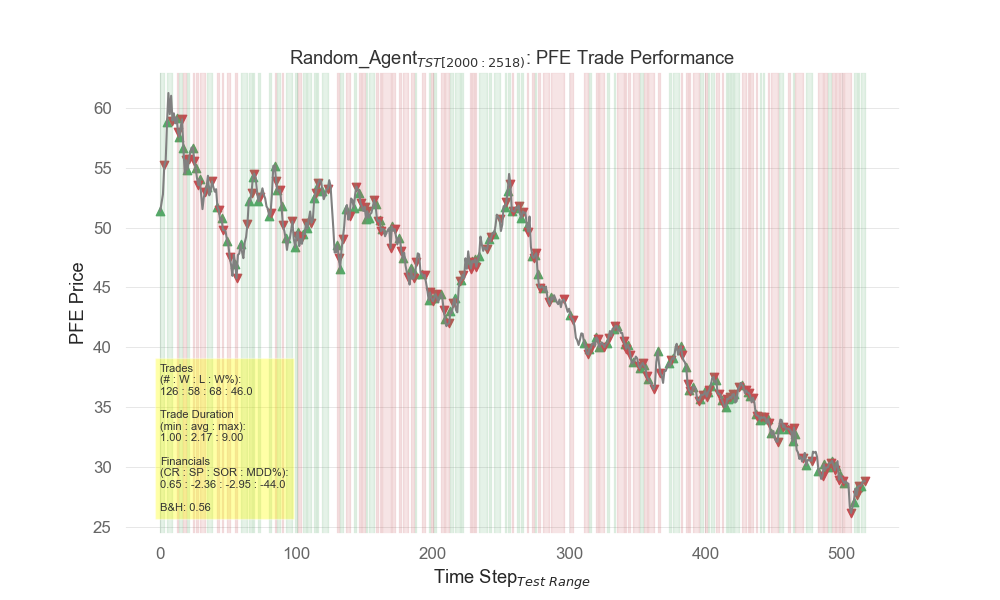 Random_Agent TST[2000:2518): PFE Trade Performance
PFE Price
60
55
50
45
40
35
30
25
Trades
(# : W : L : W%):
126 : 58 : 68 : 46.0
Trade Duration
(min : avg : max):
1.00 : 2.17 : 9.00
Financials
(CR : SP : SOR : MDD%):
0.65 : -2.36 : -2.95 : -44.0
B&H: 0.56
0 100 200 300 400 500
Time Step Test Range